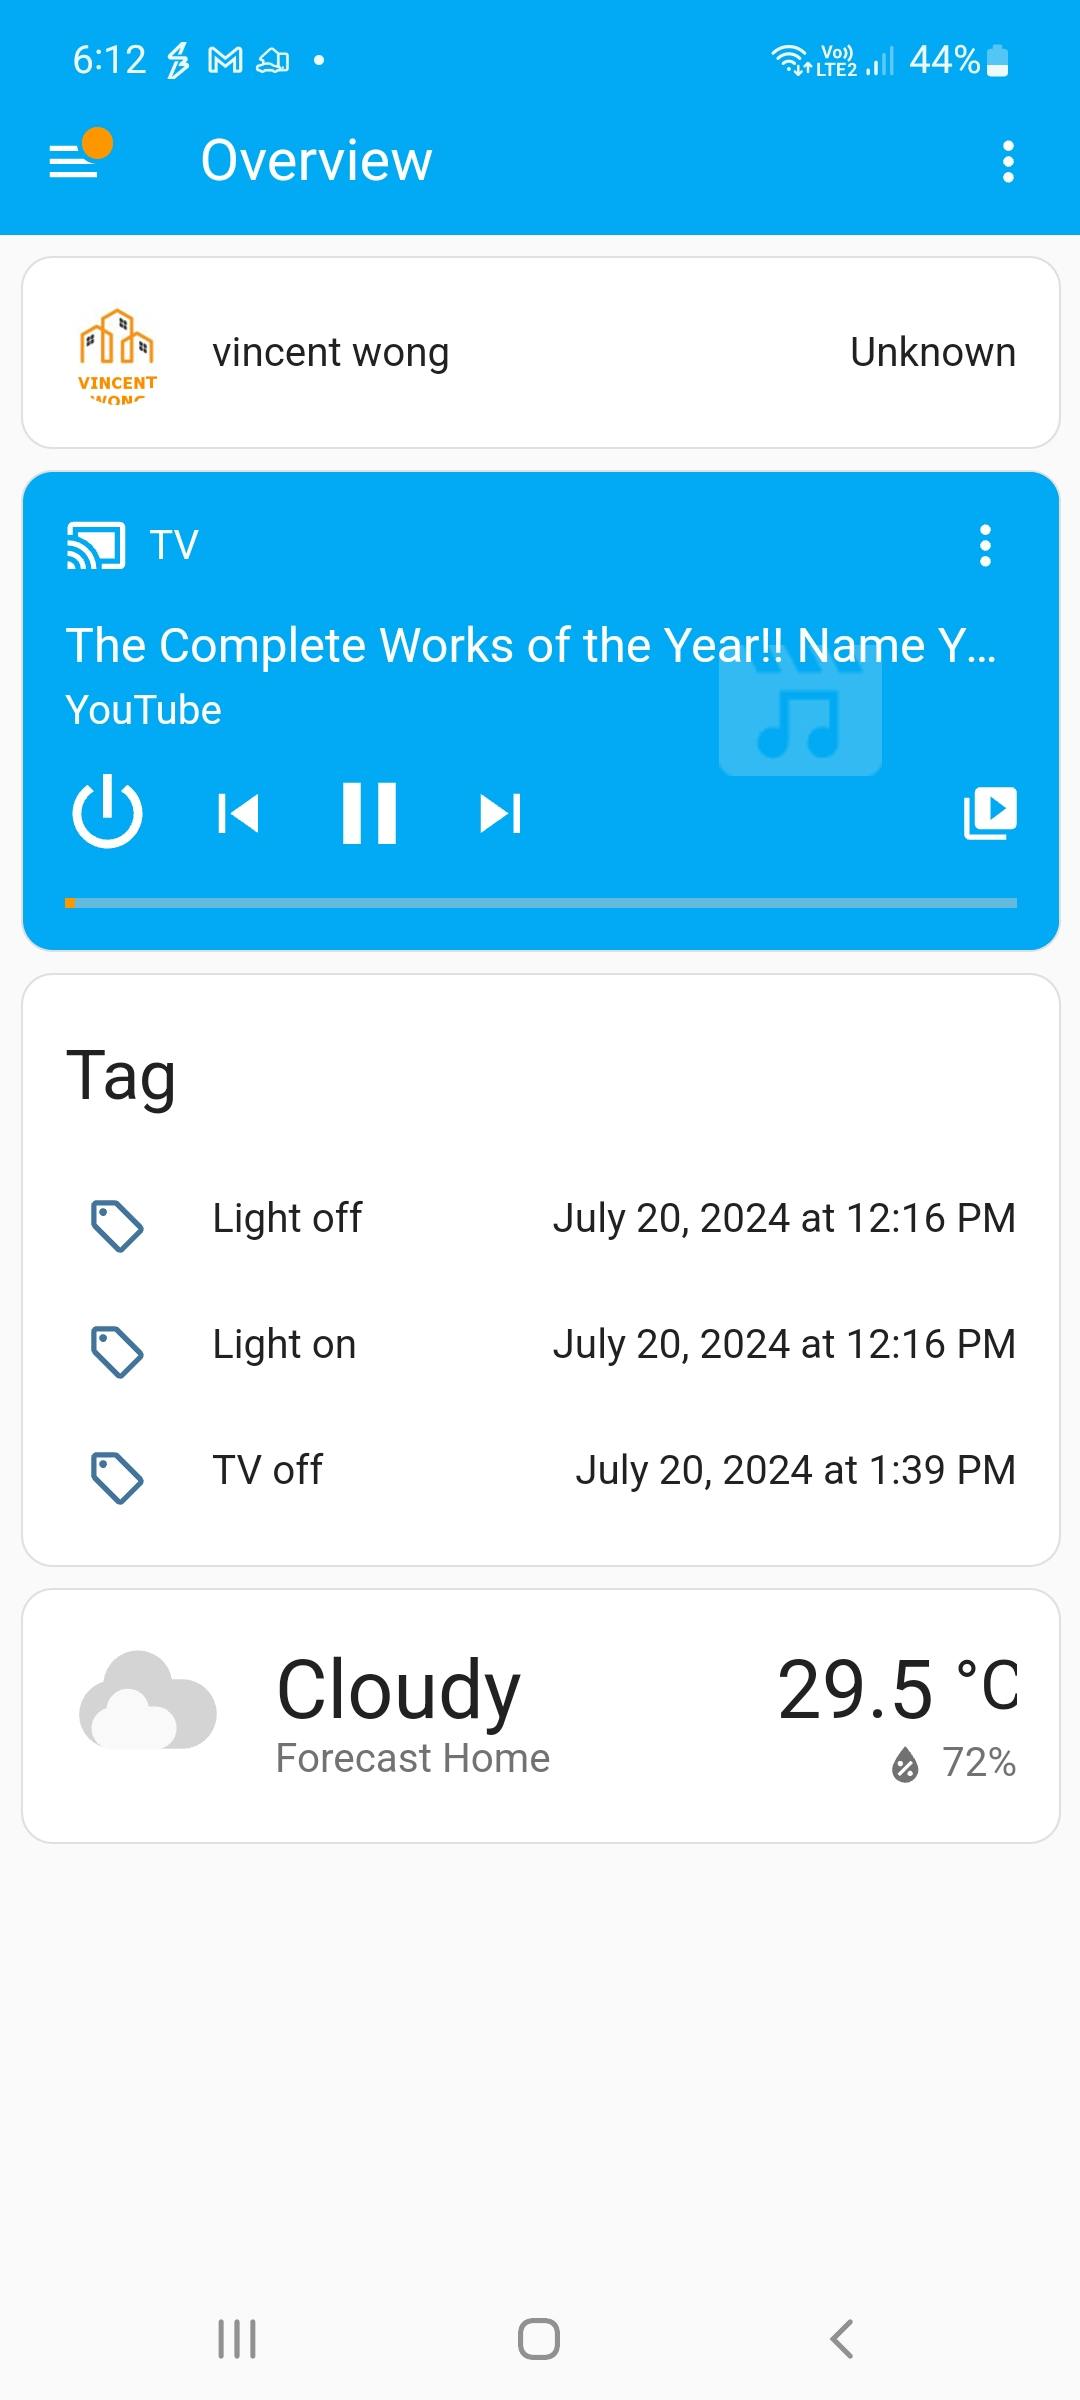 6:12 Vo)) LTE2 44%
Overview
VINCENT WONG
vincent wong Unknown
TV
The Complete Works of the Year!! Name Y...
YouTube
Tag
Light off July 20, 2024 at 12:16 PM
Light on July 20, 2024 at 12:16 PM
TV off July 20, 2024 at 1:39 PM
Cloudy 29.5 °C
Forecast Home 72%